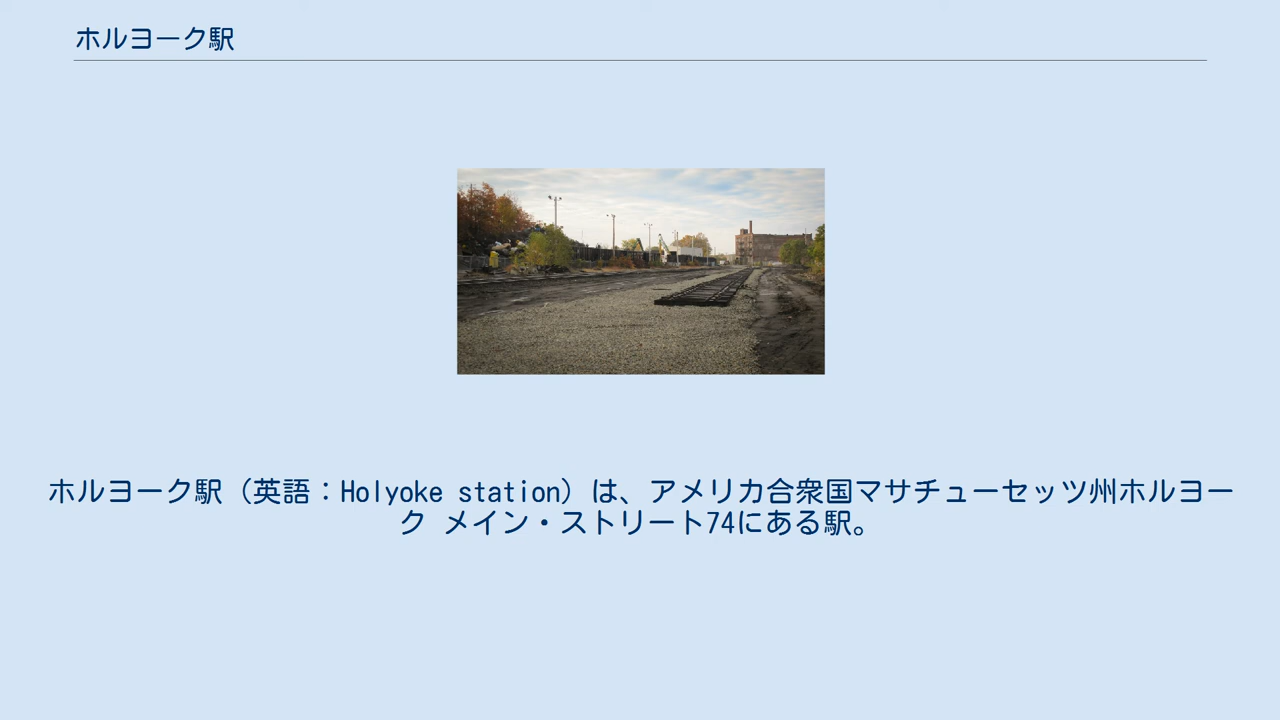 ホルヨーク駅
ホルヨーク駅（英語：Holyoke station）は、アメリカ合衆国マサチューセッツ州ホルヨー
ク メイン・ストリート74にある駅。